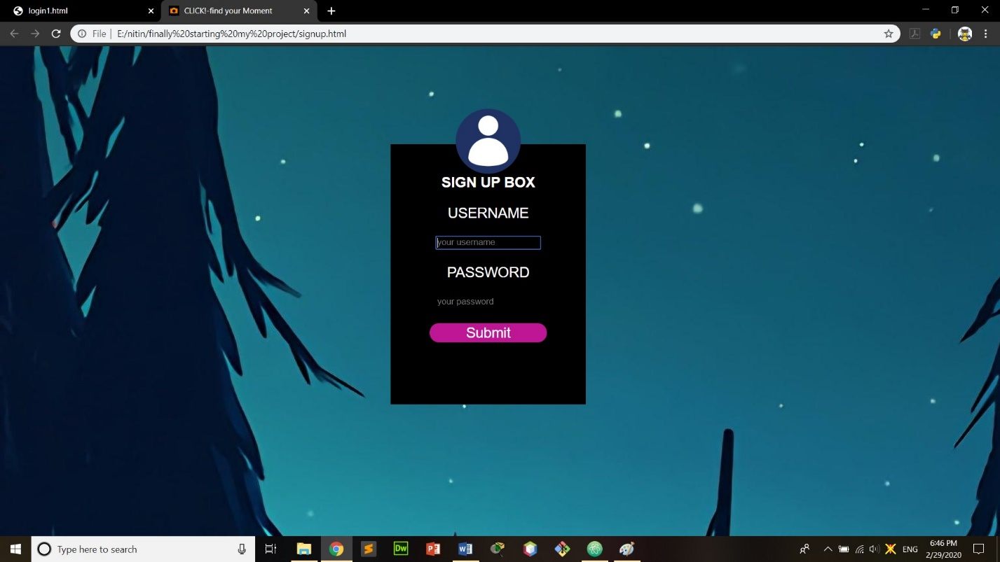 login1.html
CLICK!-find your Moment
File E:/nitin/finally%20starting%20my%20project/signup.html
SIGN UP BOX
USERNAME
your username
PASSWORD
your password
Submit
Type here to search
Dw
ENG
6:46 PM
2/29/2020